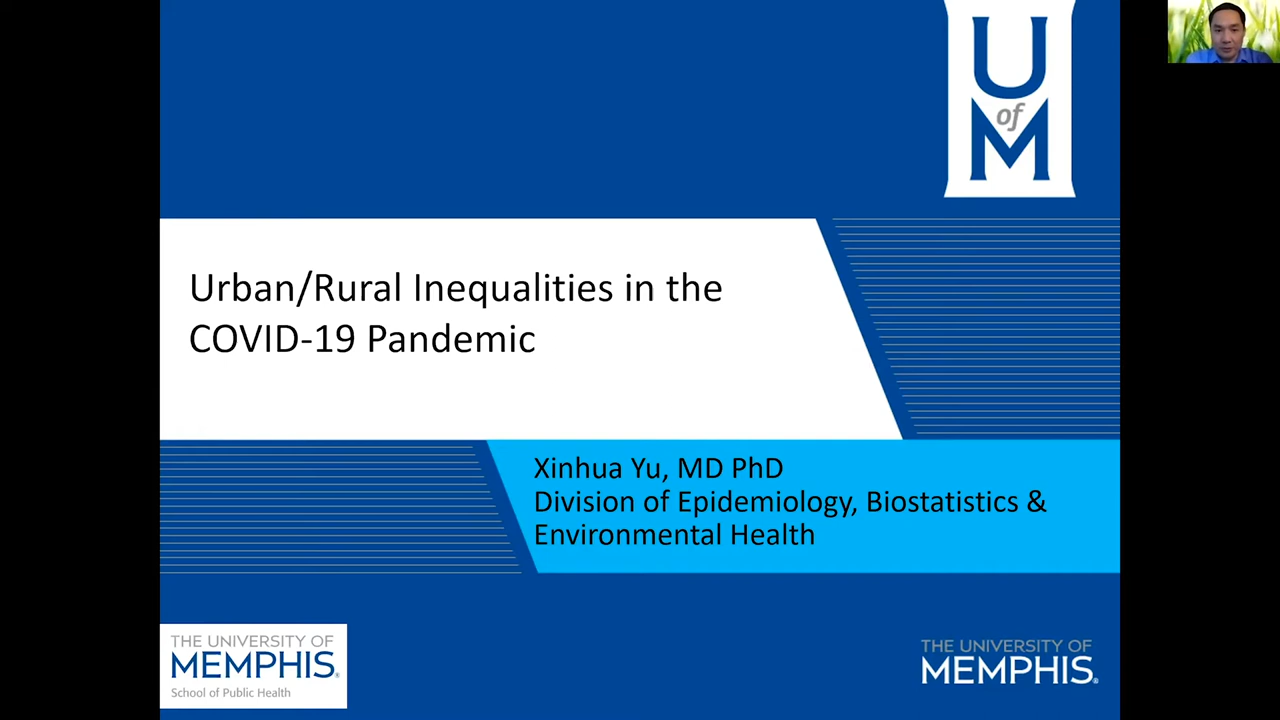 U
of
M
Urban/Rural Inequalities in the
COVID-19 Pandemic
Xinhua Yu, MD PhD
Division of Epidemiology, Biostatistics &
Environmental Health
THE UNIVERSITY OF
MEMPHIS®
School of Public Health
THE UNIVERSITY OF
MEMPHIS®